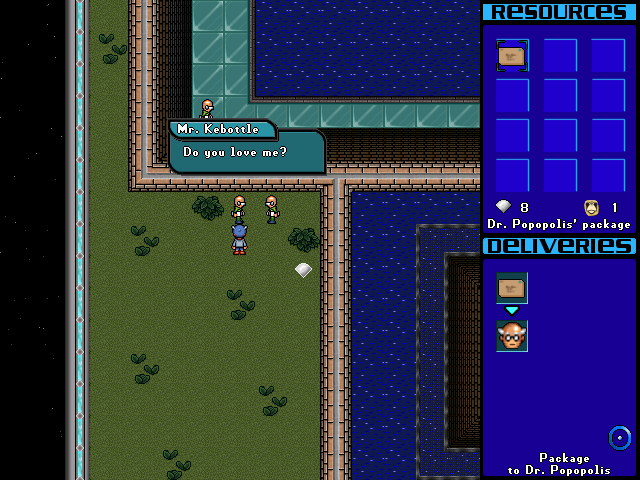 RESOURCES
Mr. Kebottle
Do you love me?
8
1
Dr. Popopolis' package
DELIVERIES
Package
to Dr. Popopolis